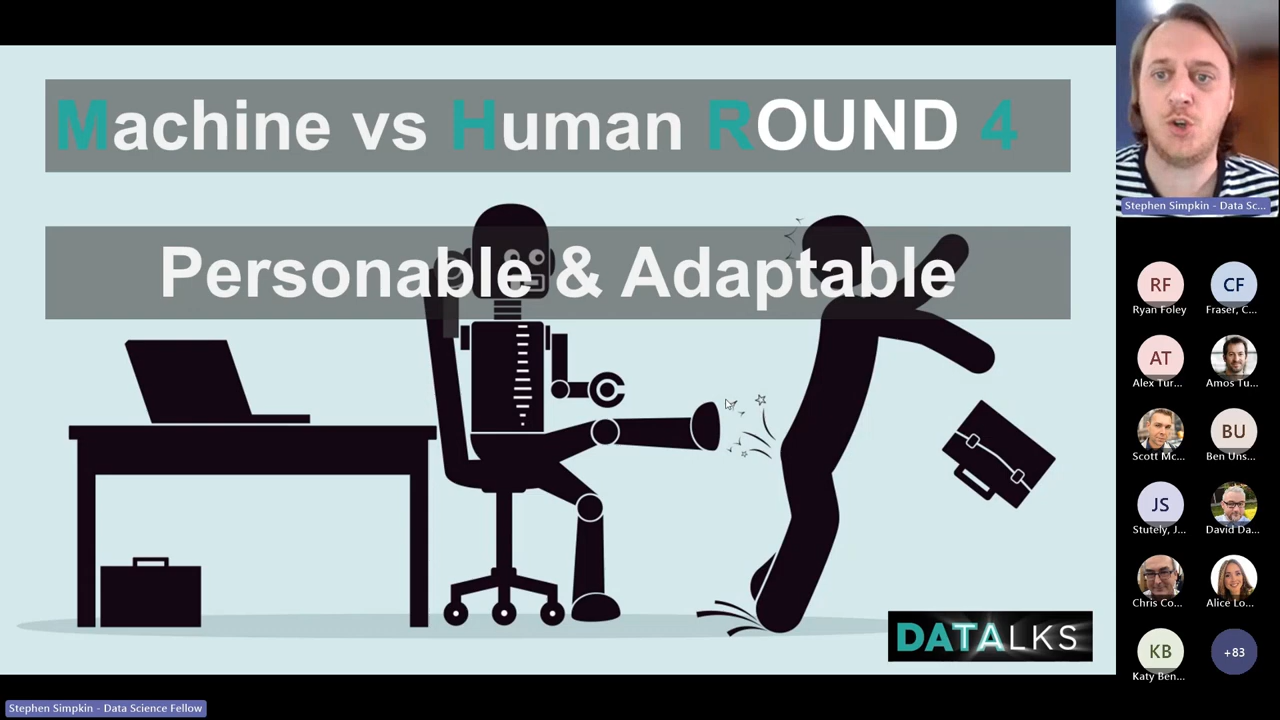 Machine vs Human ROUND 4
Personable & Adaptable
DATALKS
Stephen Simpkin - Data Sc...
RF
Ryan Foley
CF
Fraser, C...
AT
Alex Tur...
Amos Tu...
Scott Mc...
BU
Ben Uns...
JS
Stutely, J...
David Da...
Chris Co...
Alice Lo...
KB
Katy Ben...
+83
Stephen Simpkin - Data Science Fellow